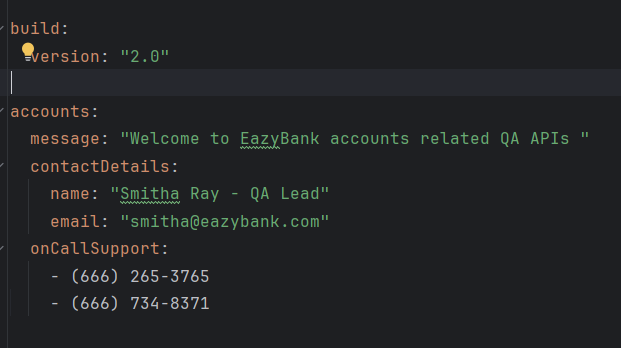 build:
version: "2.0"
accounts:
message: "Welcome to EazyBank accounts related QA APIs "
contactDetails:
name: "Smitha Ray - QA Lead"
email: "smitha@eazybank.com"
onCallSupport:
- (666) 265-3765
- (666) 734-8371